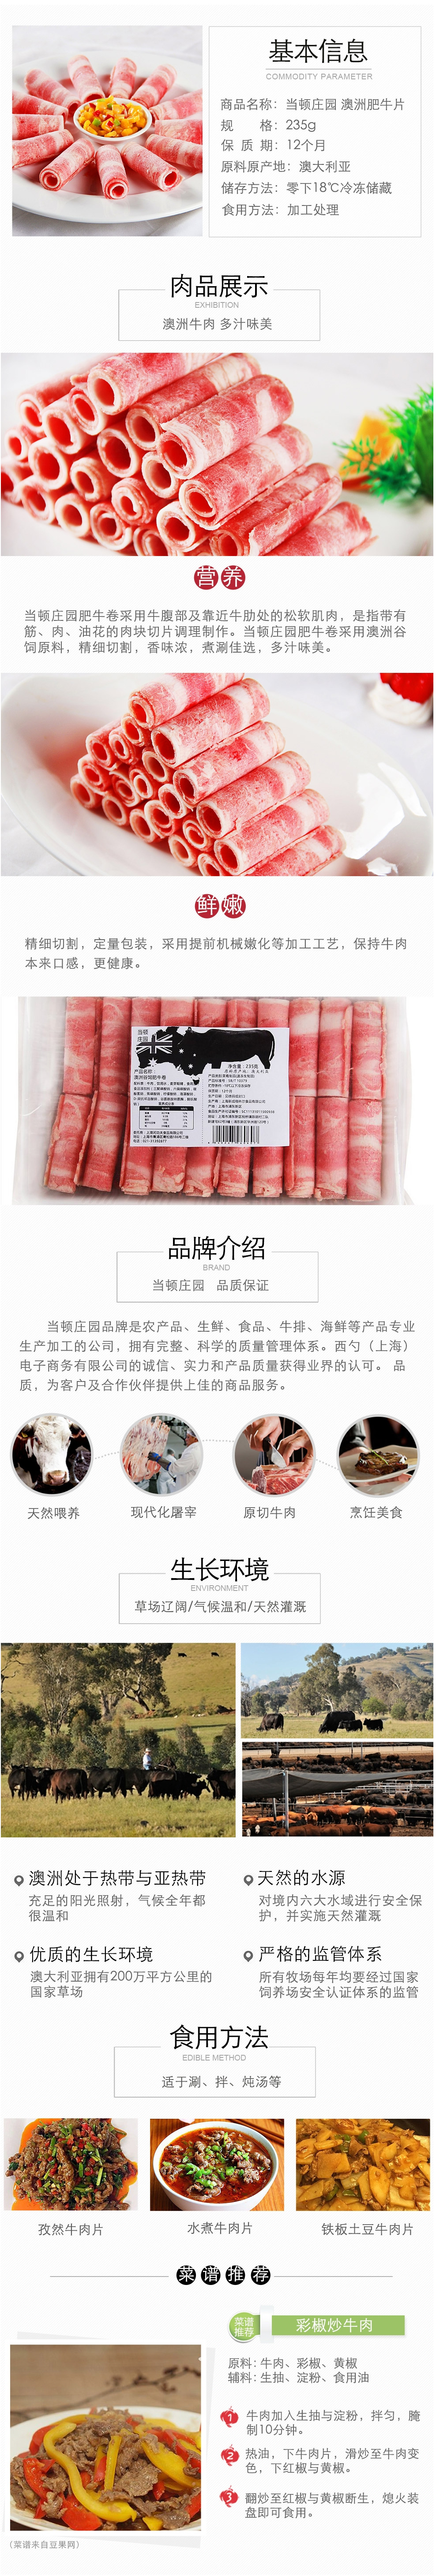 基本信息
COMMODITY PARAMETER
商品名称：当顿庄园 澳洲肥牛片
规 格：235g
保 质 期：12个月
原料原产地：澳大利亚
储存方法：零下18℃冷冻储藏
食用方法：加工处理
肉品展示
EXHIBITION
澳洲牛肉 多汁味美
营养
当顿庄园肥牛卷采用牛腹部及靠近牛肋处的松软肌肉，是指带有
筋、肉、油花的肉块切片调理制作。当顿庄园肥牛卷采用澳洲谷
饲原料，精细切割，香味浓，煮涮佳选，多汁味美。
鲜嫩
精细切割，定量包装，采用提前机械嫩化等加工工艺，保持牛肉
本来口感，更健康。
当顿
庄园
净含量：235g
产品名称：
澳洲谷饲肥牛卷
品牌介绍
BRAND
当顿庄园 品质保证
当顿庄园品牌是农产品、生鲜、食品、牛排、海鲜等产品专业
生产加工的公司，拥有完整、科学的质量管理体系。西勺（上海）
电子商务有限公司的诚信、实力和产品质量获得业界的认可。 品
质，为客户及合作伙伴提供上佳的商品服务。
天然喂养
现代化屠宰
原切牛肉
烹饪美食
生长环境
ENVIRONMENT
草场辽阔/气候温和/天然灌溉
澳洲处于热带与亚热带
充足的阳光照射，气候全年都
很温和
天然的水源
对境内六大水域进行安全保
护，并实施天然灌溉
优质的生长环境
澳大利亚拥有200万平方公里的
国家草场
严格的监管体系
所有牧场每年均要经过国家
饲养场安全认证体系的监管
食用方法
EDIBLE METHOD
适于涮、拌、炖汤等
孜然牛肉片
水煮牛肉片
铁板土豆牛肉片
菜谱推荐
菜谱
推荐
彩椒炒牛肉
原料：牛肉、彩椒、黄椒
辅料：生抽、淀粉、食用油
1 牛肉加入生抽与淀粉，拌匀，腌
制10分钟。
2 热油，下牛肉片，滑炒至牛肉变
色，下红椒与黄椒。
3 翻炒至红椒与黄椒断生，熄火装
盘即可食用。
（菜谱来自豆果网）